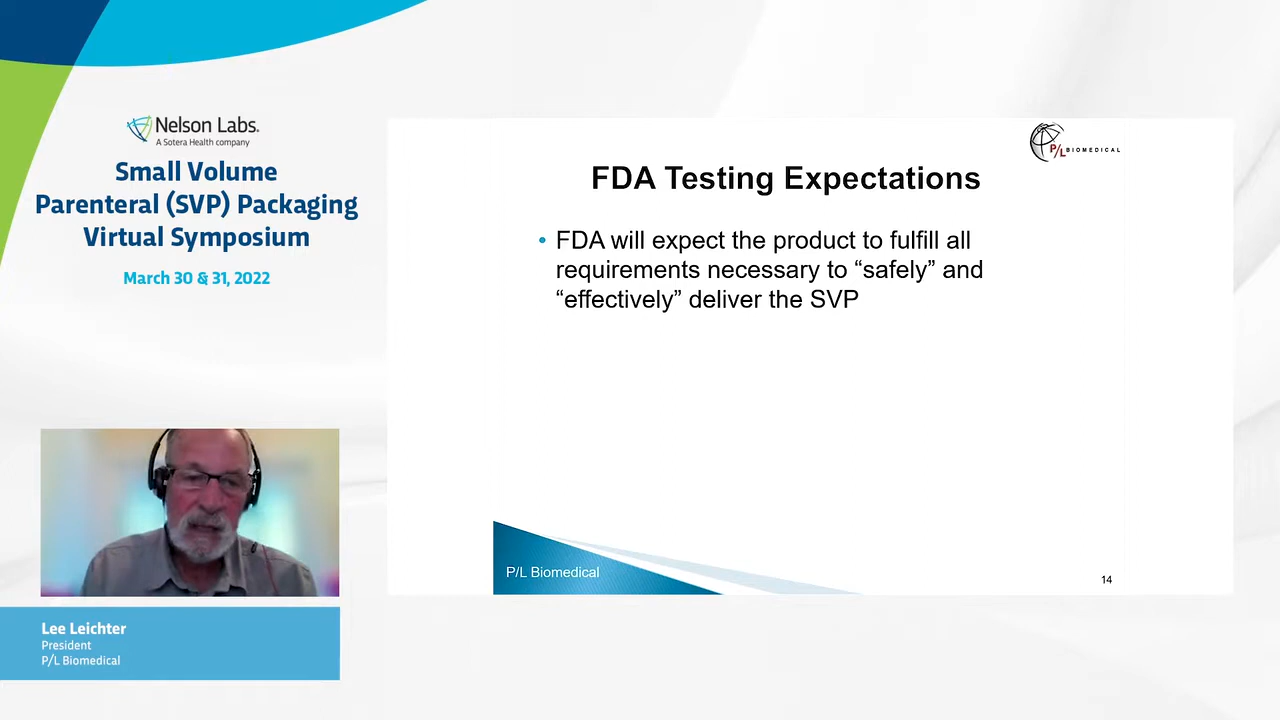 Nelson Labs.
A Sotera Health company
Small Volume
Parenteral (SVP) Packaging
Virtual Symposium
March 30 & 31, 2022
P/L BIOMEDICAL
FDA Testing Expectations
• FDA will expect the product to fulfill all
requirements necessary to “safely” and
“effectively” deliver the SVP
P/L Biomedical
14
Lee Leichter
President
P/L Biomedical